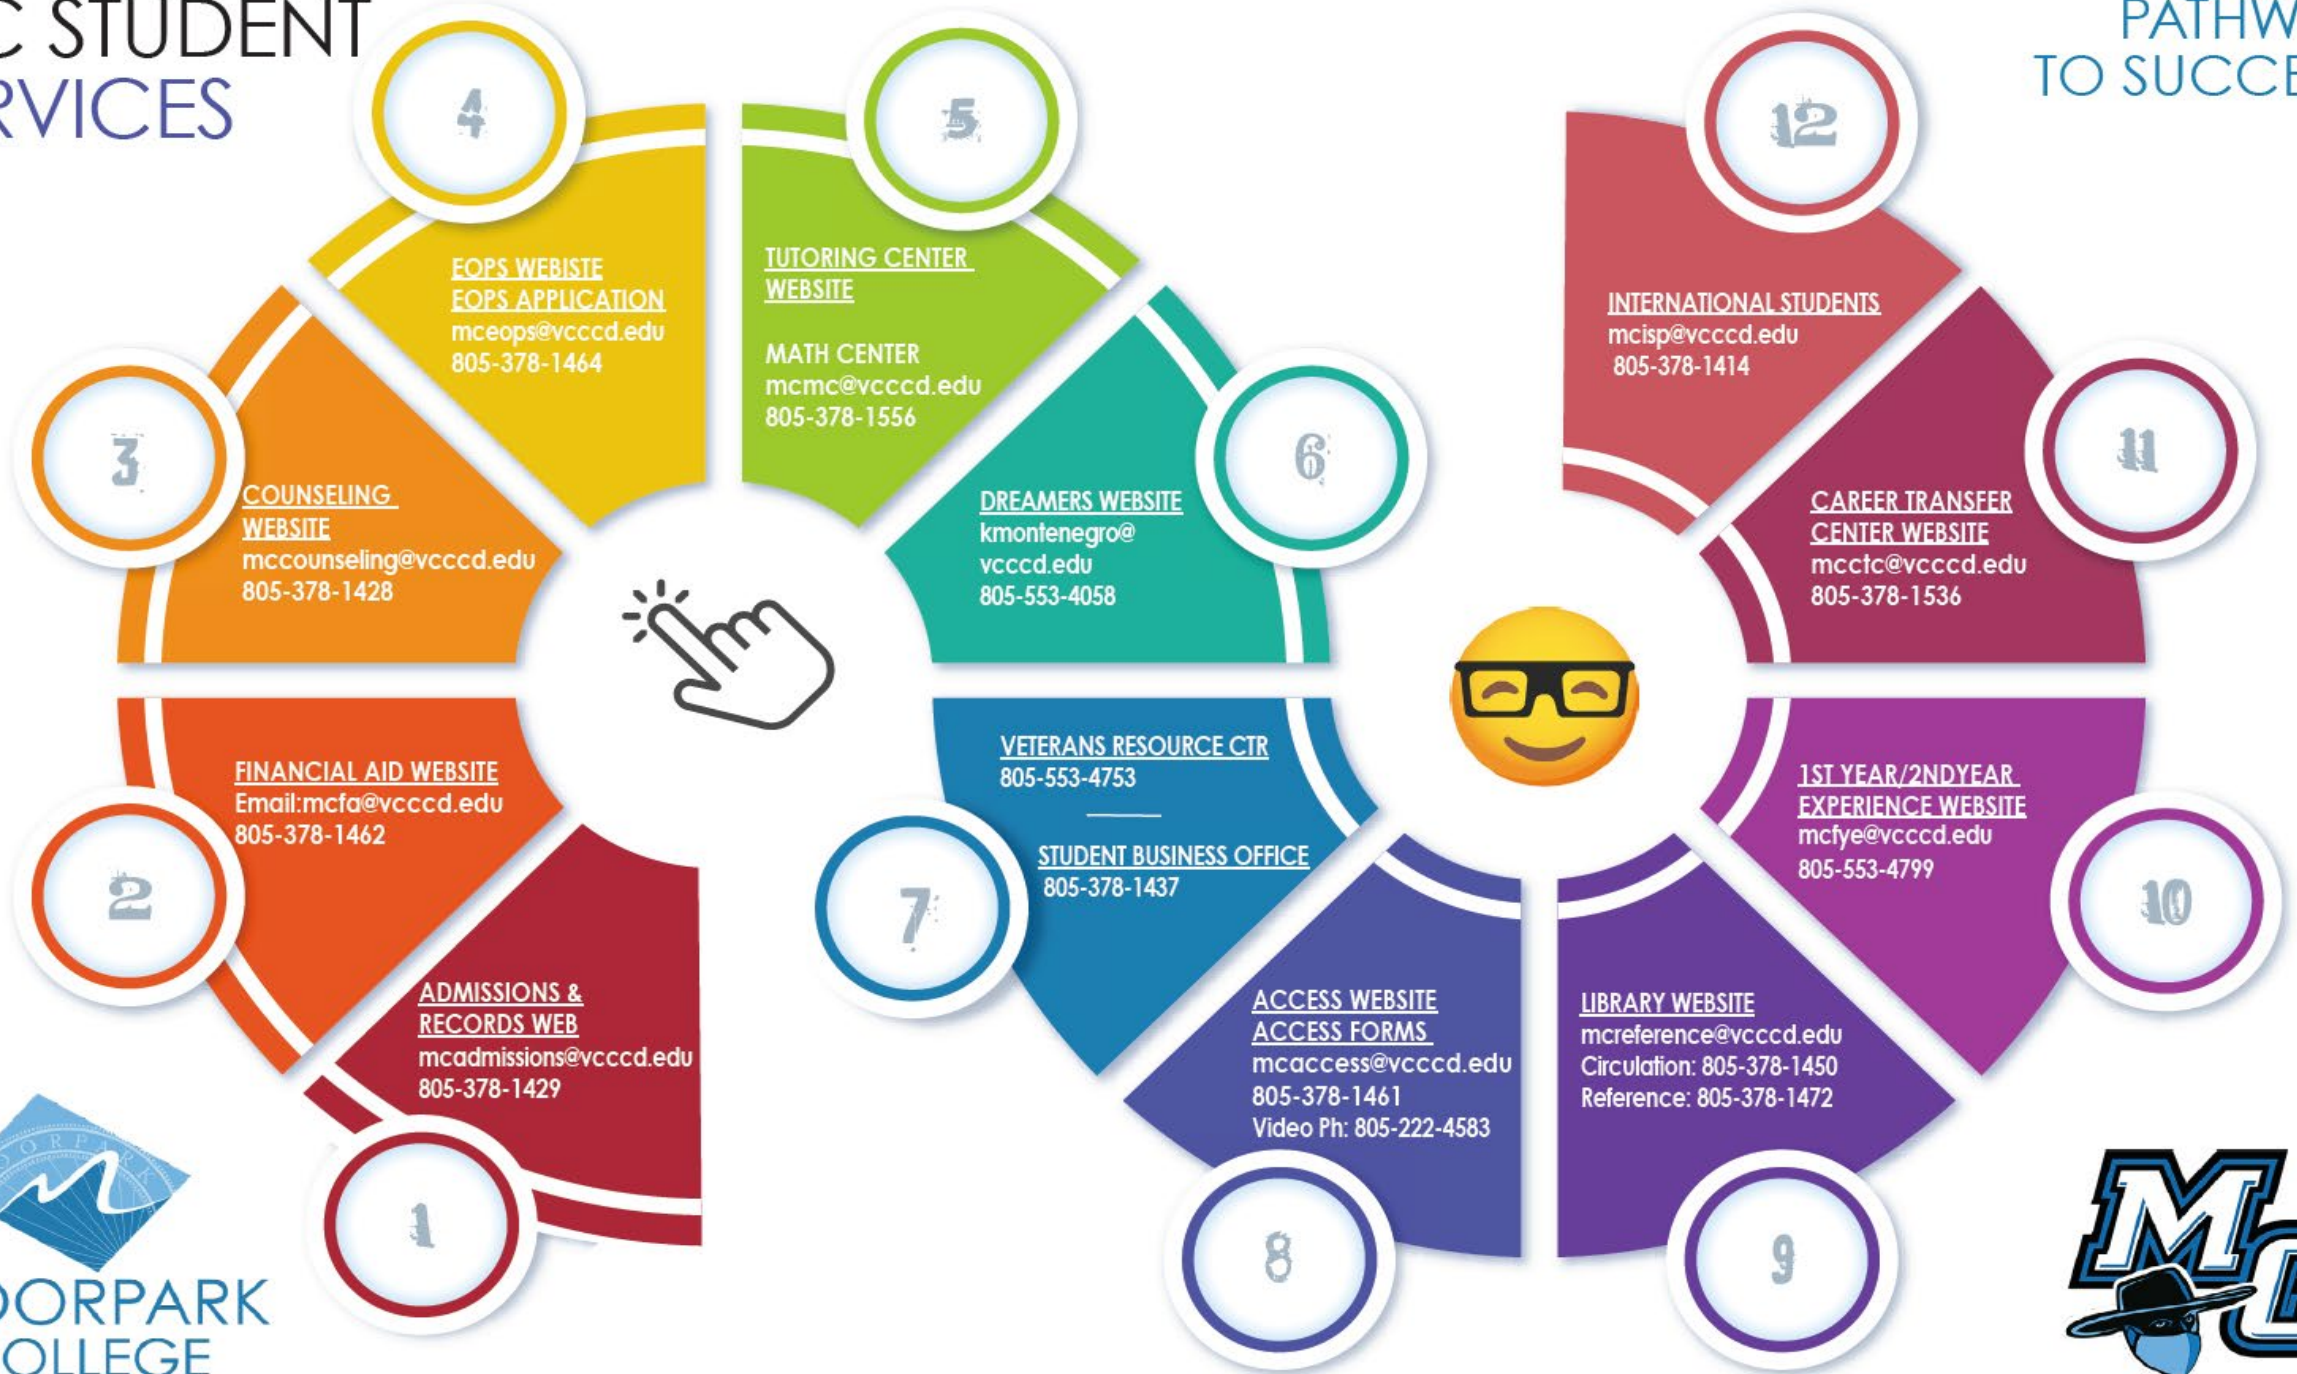 C STUDENT
RVICES
PATHW
TO SUCCE
4
EOPS WEBISTE
EOPS APPLICATION
mceops@vcccd.edu
805-378-1464
5
TUTORING CENTER
WEBSITE
MATH CENTER
mcmc@vcccd.edu
805-378-1556
12
INTERNATIONAL STUDENTS
mcisp@vcccd.edu
805-378-1414
3
COUNSELING
WEBSITE
mccounseling@vcccd.edu
805-378-1428
6
DREAMERS WEBSITE
kmontenegro@
vcccd.edu
805-553-4058
11
CAREER TRANSFER
CENTER WEBSITE
mcctc@vcccd.edu
805-378-1536
2
FINANCIAL AID WEBSITE
Email:mcfa@vcccd.edu
805-378-1462
7
VETERANS RESOURCE CTR
805-553-4753
STUDENT BUSINESS OFFICE
805-378-1437
10
1ST YEAR/2NDYEAR
EXPERIENCE WEBSITE
mcfye@vcccd.edu
805-553-4799
1
ADMISSIONS &
RECORDS WEB
mcadmissions@vcccd.edu
805-378-1429
8
ACCESS WEBSITE
ACCESS FORMS
mcaccess@vcccd.edu
805-378-1461
Video Ph: 805-222-4583
9
LIBRARY WEBSITE
mcreference@vcccd.edu
Circulation: 805-378-1450
Reference: 805-378-1472
OORPARK
OLLEGE
MC